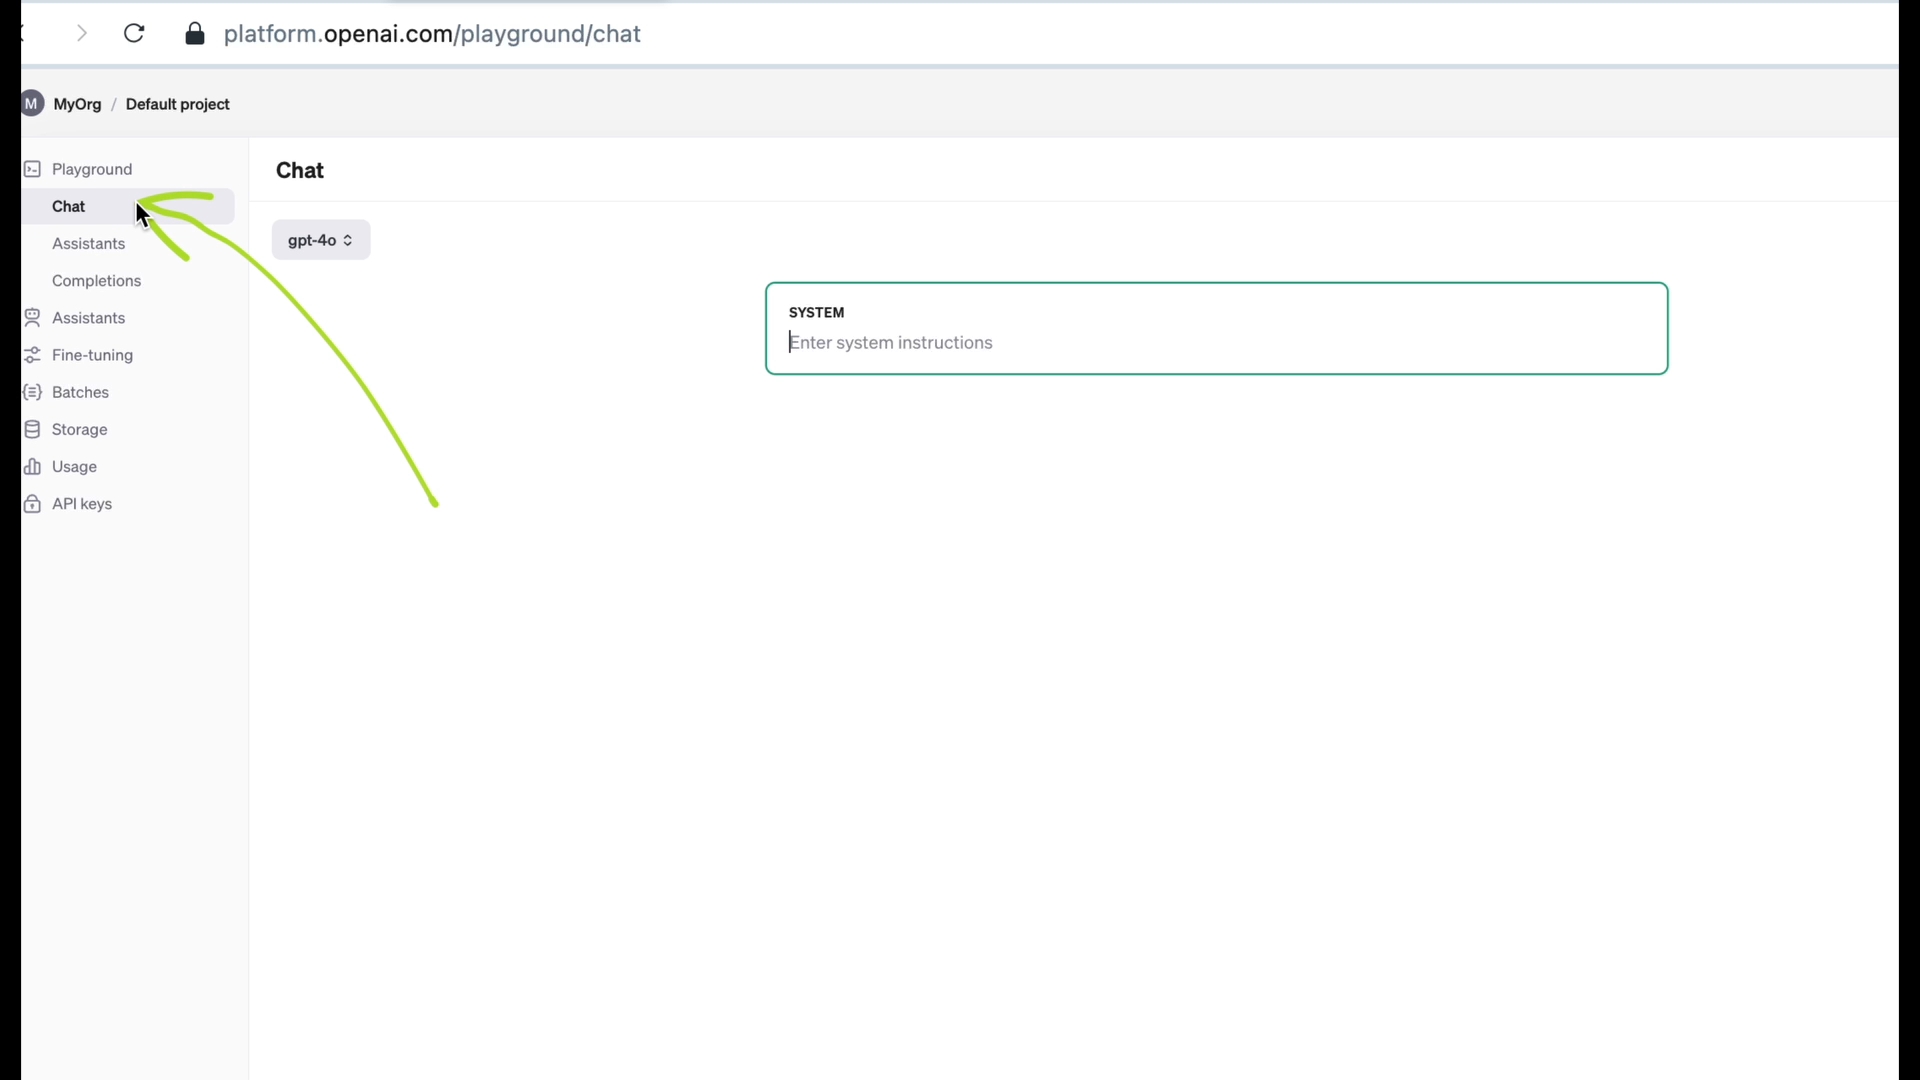 platform.openai.com/playground/chat
M MyOrg / Default project
Playground
Chat
Assistants
Completions
Assistants
Fine-tuning
Batches
Storage
Usage
API keys
Chat
gpt-4o
SYSTEM
Enter system instructions